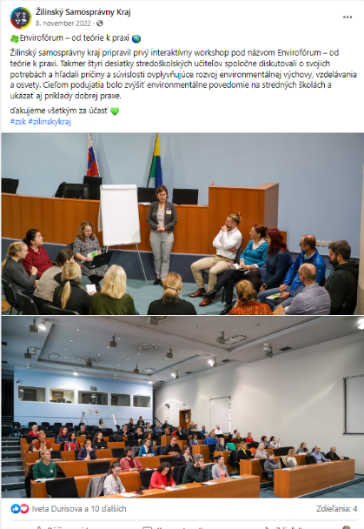 Žilinský Samosprávny Kraj
8. novembra 2022 ·
Envirofórum – od teórie k praxi
Žilinský samosprávny kraj pripravil prvý interaktívny workshop pod názvom Envirofórum – od
teórie k praxi. Takmer štyri desiatky stredoškolských učiteľov spoločne diskutovali o svojich
potrebách a hľadali príčiny a súvislosti ovplyvňujúce rozvoj environmentálnej výchovy, vzdelávania
a osvety. Cieľom podujatia bolo zvýšiť environmentálne povedomie na stredných školách a
ukázať aj príklady dobrej praxe.
ďakujeme všetkým za účasť
#zsk #zilinskykraj
Iveta Durisova a 10 ďalších
Zdieľania: 4